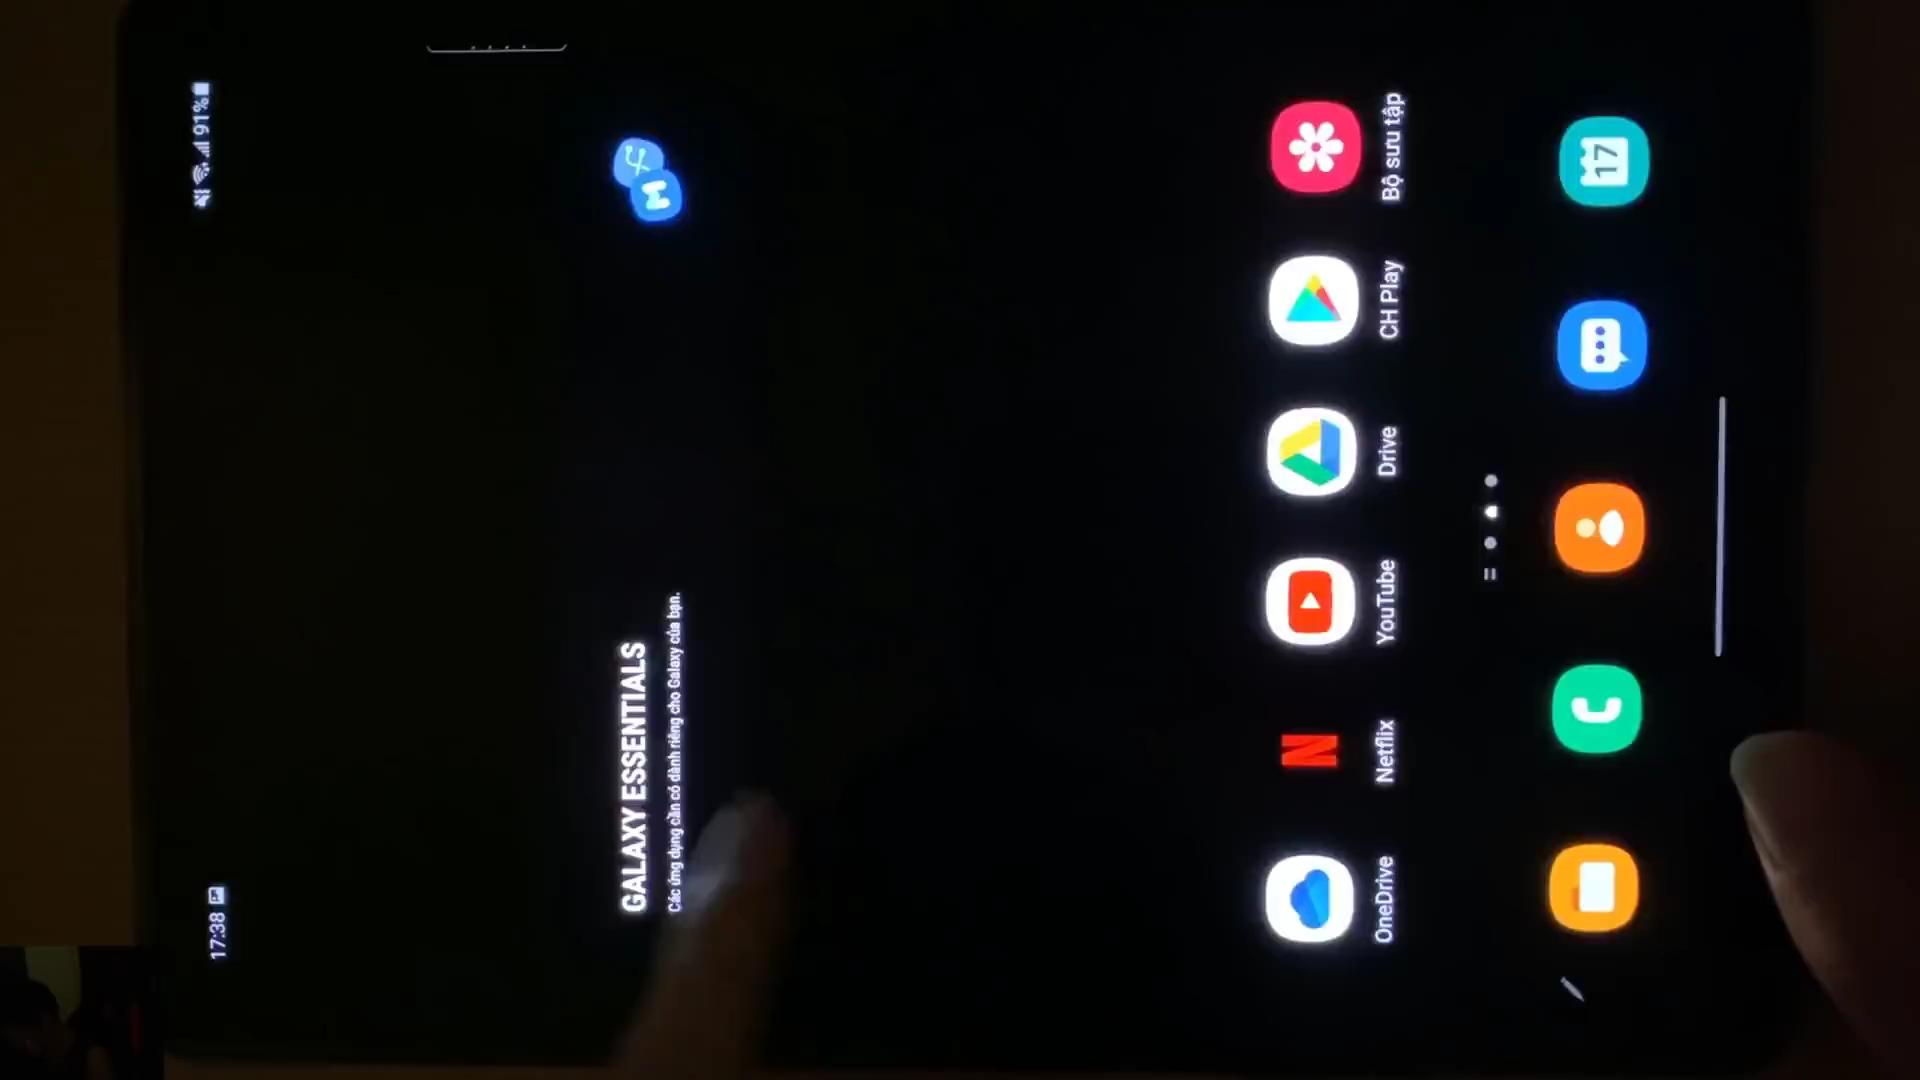 17:38
91%
GALAXY ESSENTIALS
Các ứng dụng cần có dành riêng cho Galaxy của bạn.
OneDrive
Netflix
YouTube
Drive
CH Play
Bộ sưu tập
17